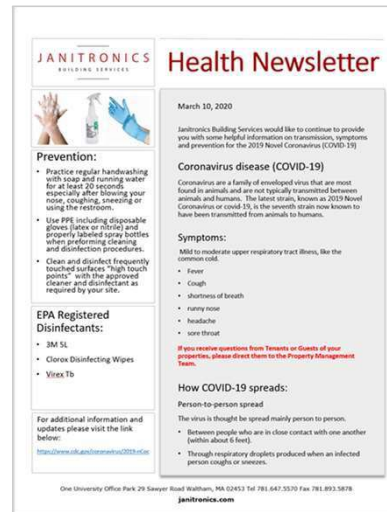 JANITRONICS
BUILDING SERVICES
Health Newsletter
Prevention:
• Practice regular handwashing
with soap and running water
for at least 20 seconds
especially after blowing your
nose, coughing, sneezing or
using the restroom.
• Use PPE including disposable
gloves (latex or nitrile) and
properly labeled spray bottles
when preforming cleaning
and disinfection procedures.
• Clean and disinfect frequently
touched surfaces "high touch
points" with the approved
cleaner and disinfectant as
required by your site.
EPA Registered
Disinfectants:
• 3M 5L
• Clorox Disinfecting Wipes
• Virex Tb
For additional information and
updates please visit the link
below:
https://www.cdc.gov/coronavirus/2019-nCov
March 10, 2020
Janitronics Building Services would like to continue to provide
you with some helpful information on transmission, symptoms
and prevention for the 2019 Novel Coronavirus (COVID-19)
Coronavirus disease (COVID-19)
Coronavirus are a family of enveloped virus that are most
found in animals and are not typically transmitted between
animals and humans. The latest strain, known as 2019 Novel
Coronavirus or covid-19, is the seventh strain now known to
have been transmitted from animals to humans.
Symptoms:
Mild to moderate upper respiratory tract illness, like the
common cold.
• Fever
• Cough
• shortness of breath
• runny nose
• headache
• sore throat
If you receive questions from Tenants or Guests of your
properties, please direct them to the Property Management
Team.
How COVID-19 spreads:
Person-to-person spread
The virus is thought be spread mainly person to person.
• Between people who are in close contact with one another
(within about 6 feet).
• Through respiratory droplets produced when an infected
person coughs or sneezes.
One University Office Park 29 Sawyer Road Waltham, MA 02453 Tel 781.647.5570 Fax 781.893.5878
janitronics.com